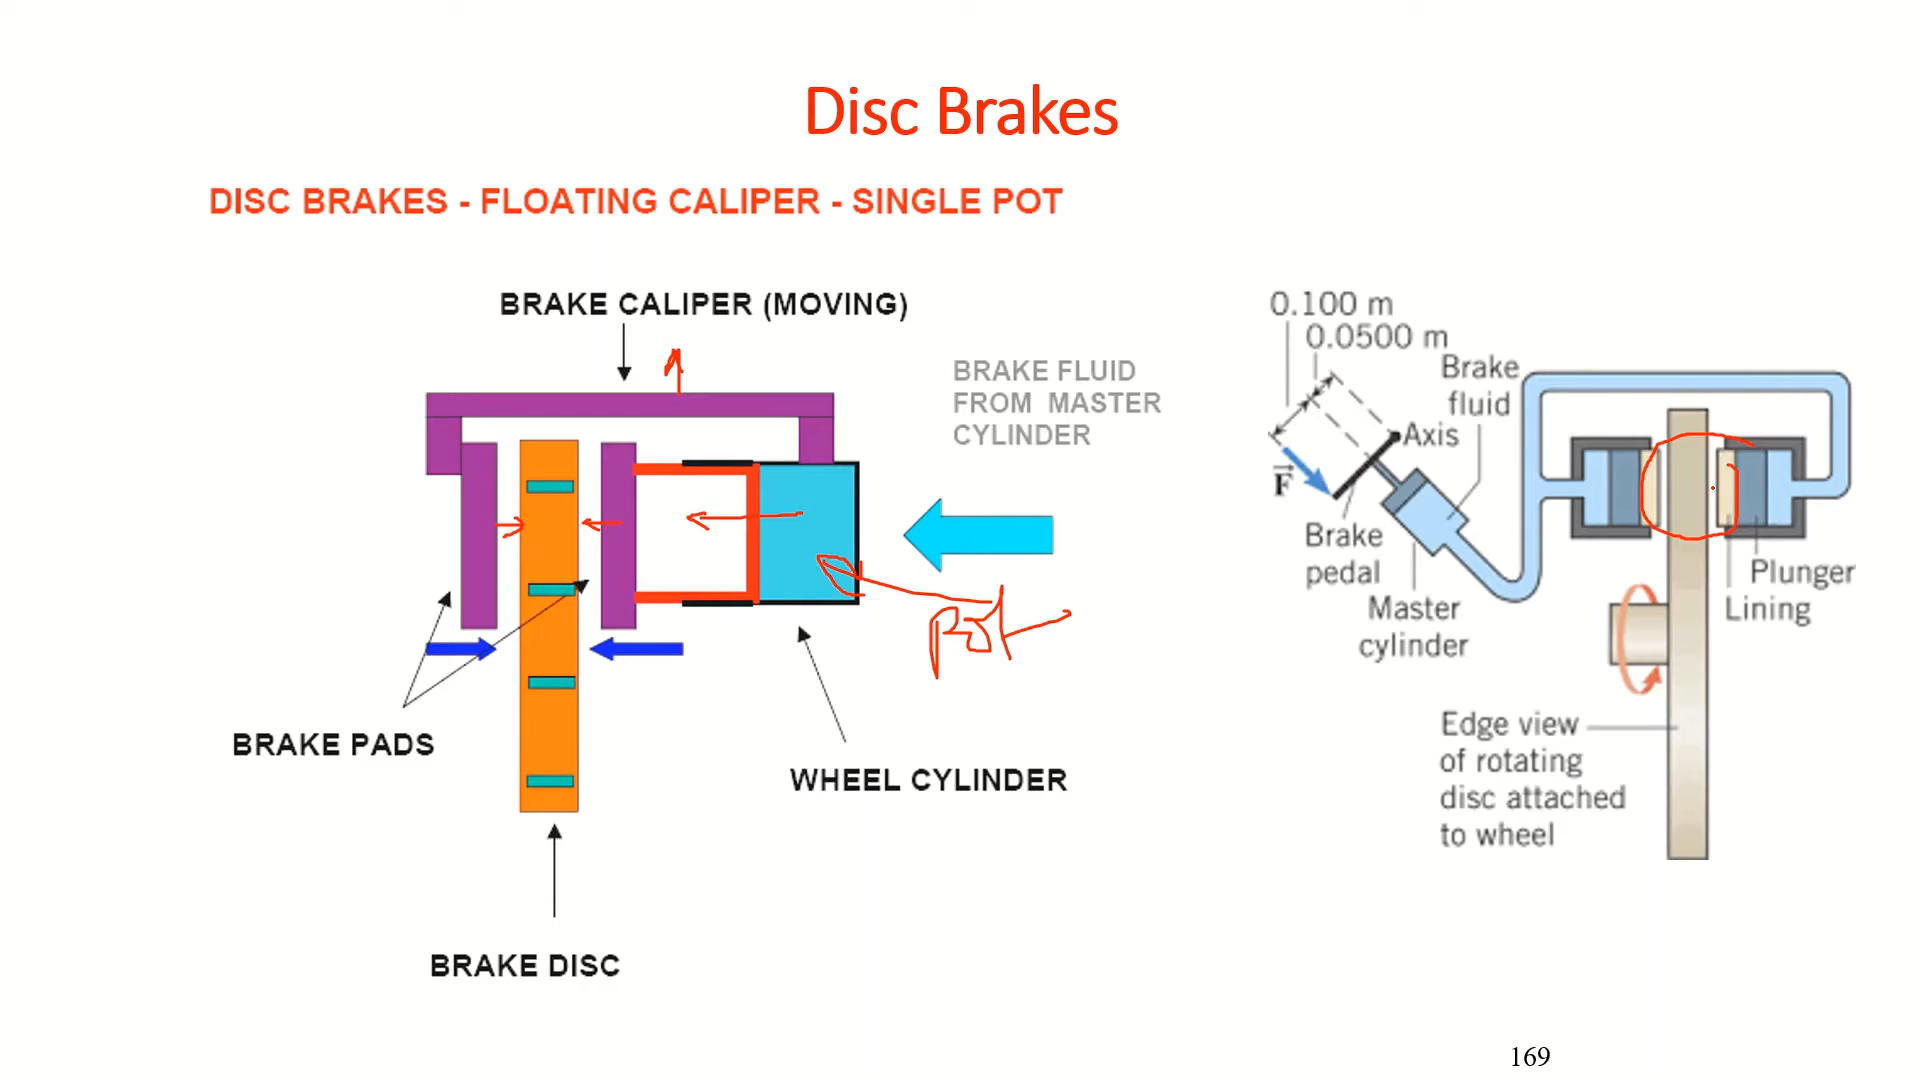 Disc Brakes
DISC BRAKES - FLOATING CALIPER - SINGLE POT
BRAKE CALIPER (MOVING)
BRAKE FLUID
FROM MASTER
CYLINDER
BRAKE PADS
WHEEL CYLINDER
BRAKE DISC
Pot
0.100 m
0.0500 m
Brake
fluid
Axis
F
Brake
pedal
Master
cylinder
Plunger
Lining
Edge view
of rotating
disc attached
to wheel
169